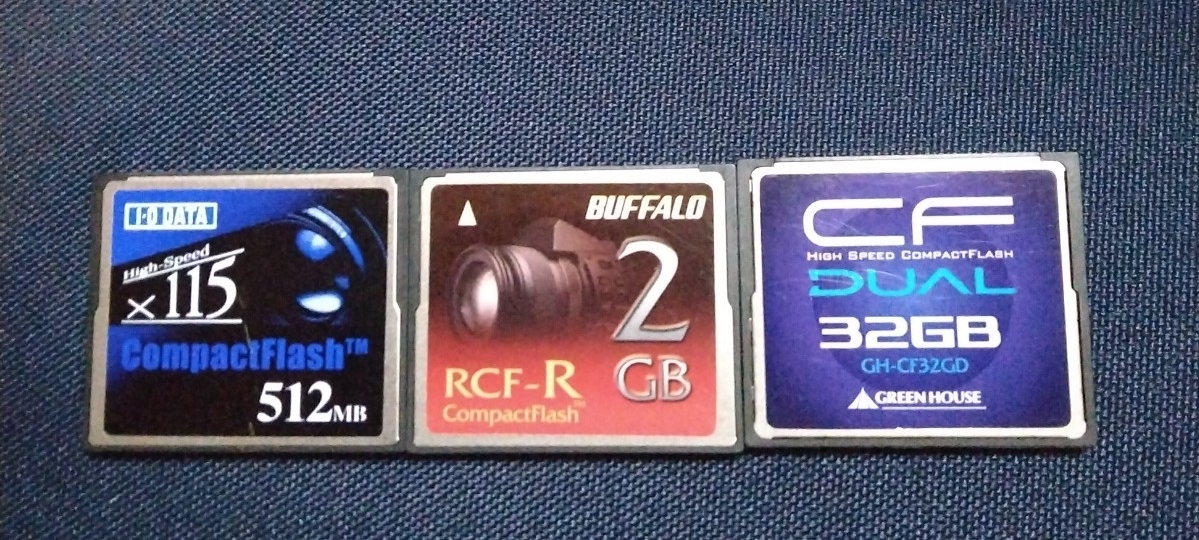 I-O DATA
High-Speed
×115
CompactFlash™
512MB
BUFFALO
2
GB
RCF-R
CompactFlash™
CF
HIGH SPEED COMPACTFLASH
DUAL
32GB
GH-CF32GD
GREEN HOUSE